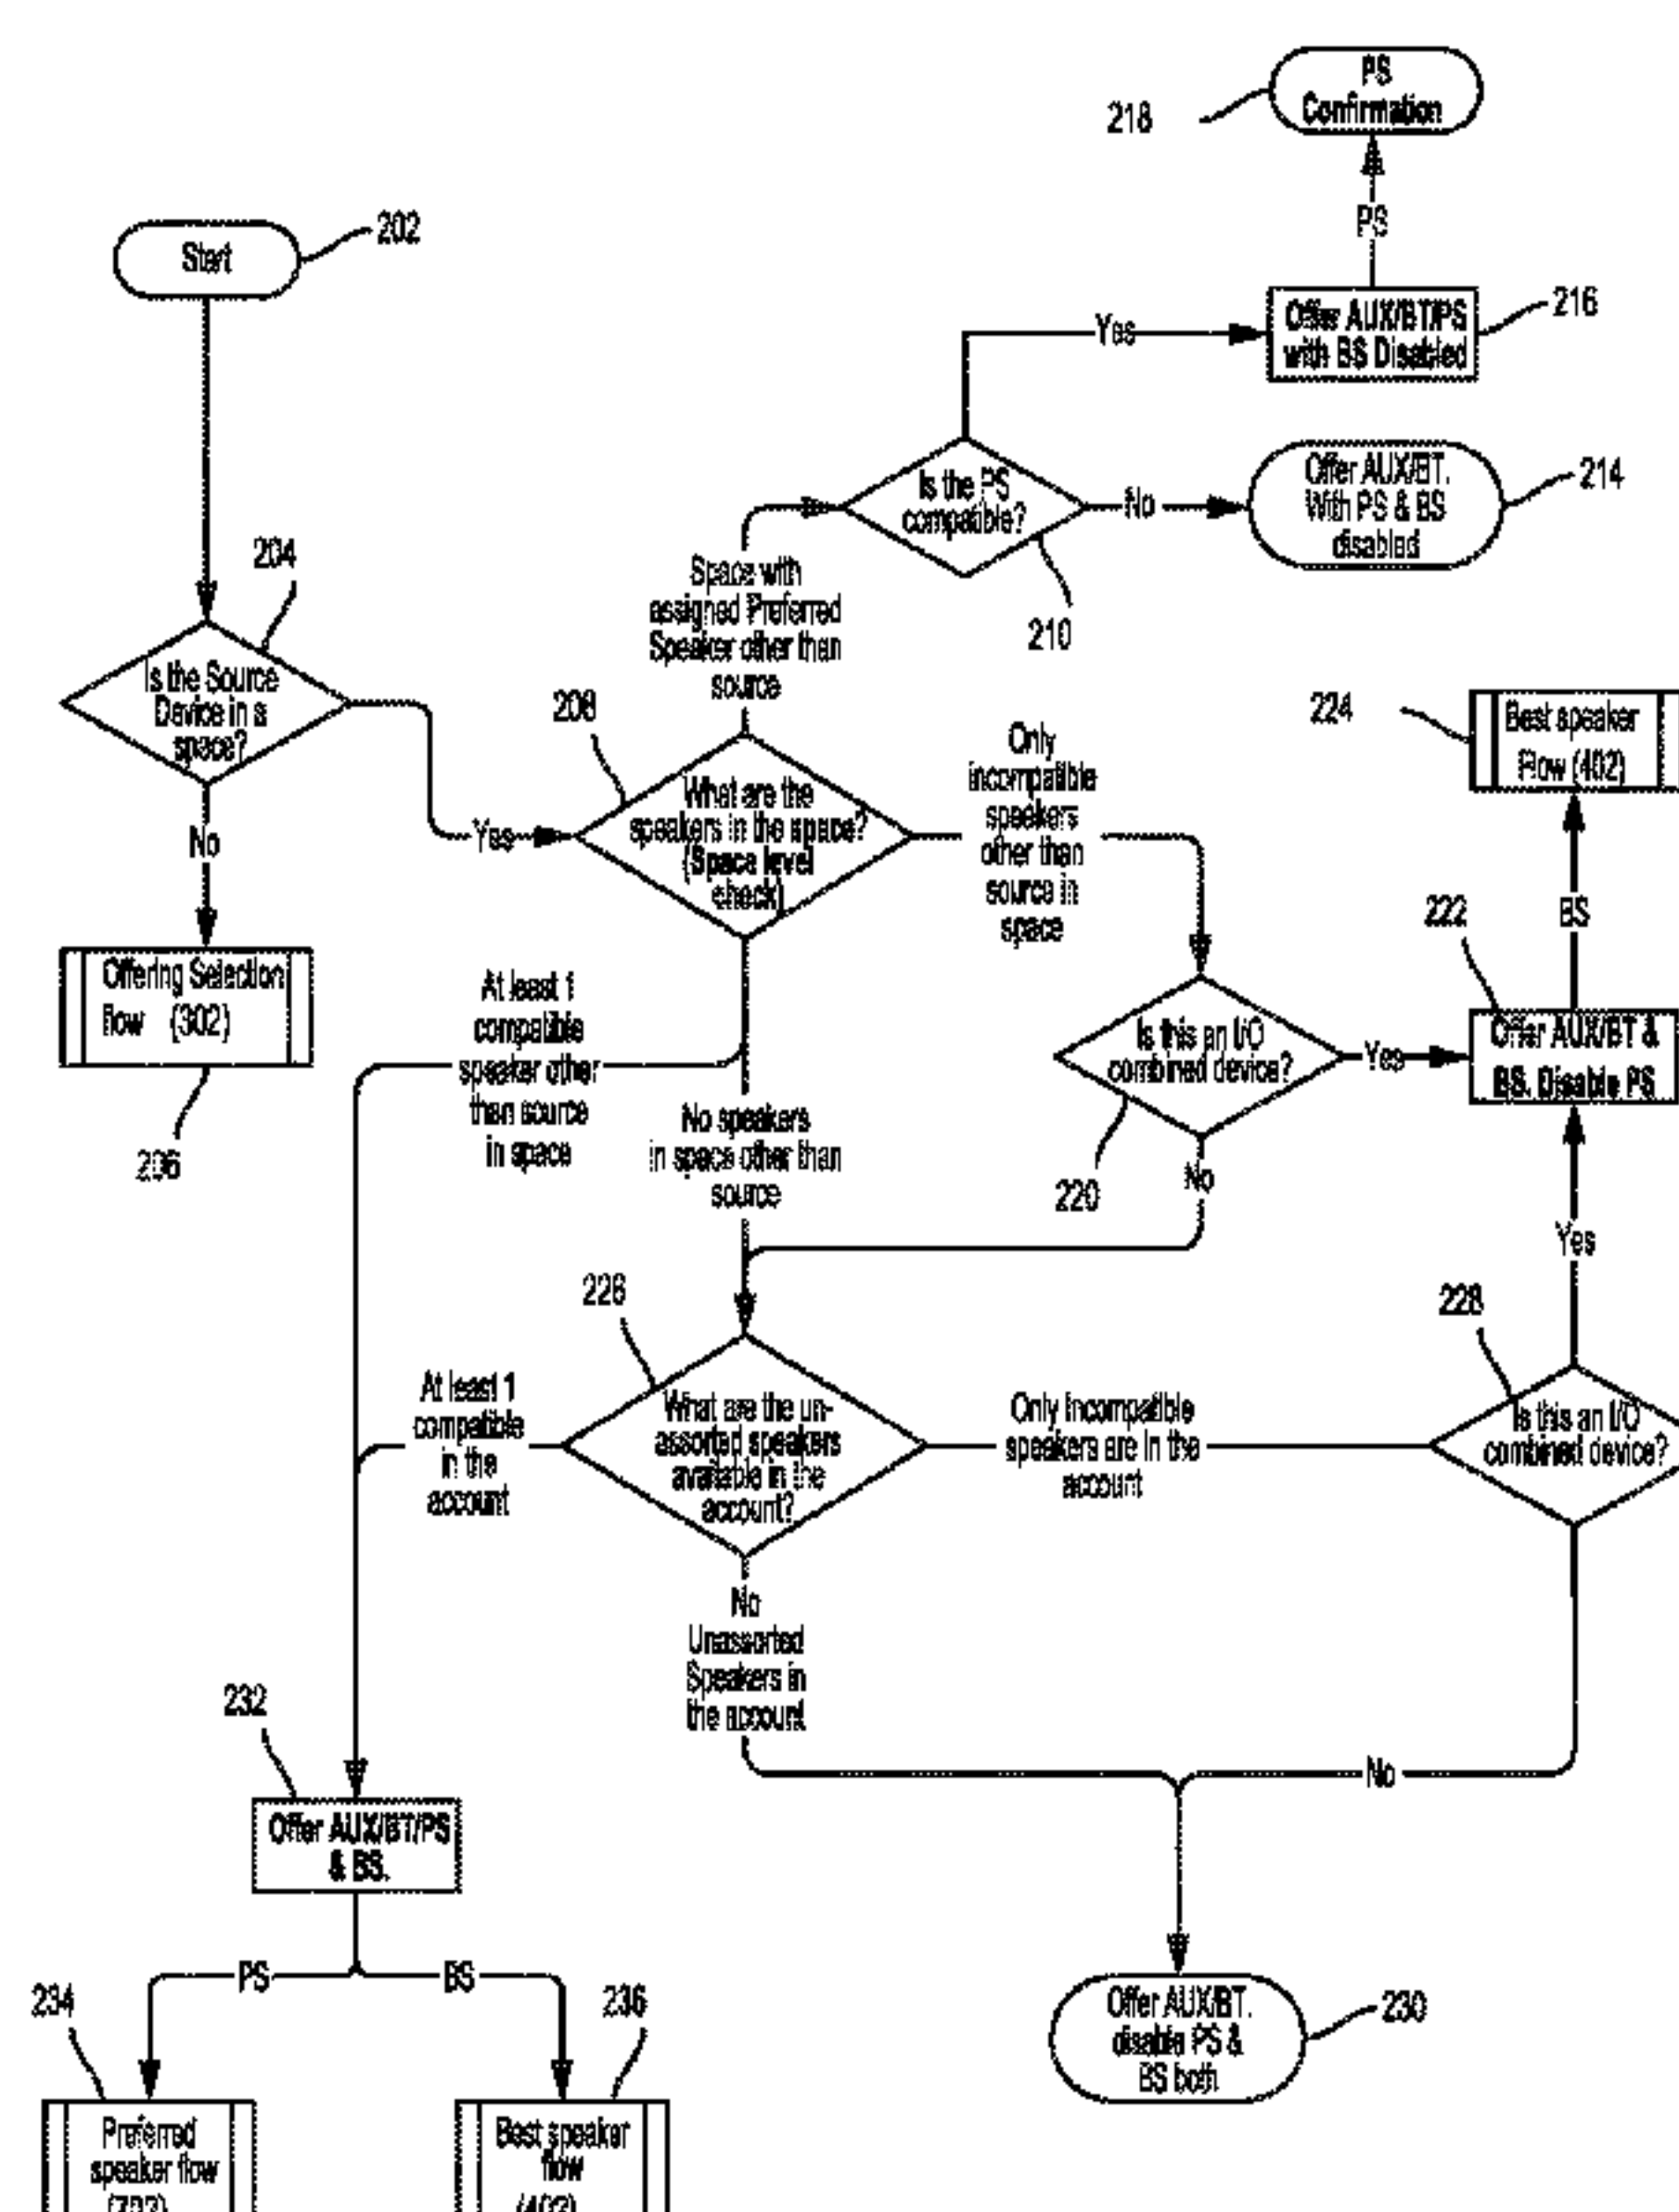 PS
Confirmation
218
PS
202
Start
216
Offer AUX/BT/PS
with BS Disabled
Yes
Offer AUX/BT.
With PS & BS
disabled
214
Is the PS
compatible?
No
210
204
Space with
assigned Preferred
Speaker other than
source
Is the Source
Device in a
space?
208
Only
incompatible
speakers
other than
source in
space
224
Best speaker
Flow (402)
What are the
speakers in the space?
(Space level
check)
Yes
No
222
BS
Offering Selection
flow (302)
206
At least 1
compatible
speaker other
than source
in space
No speakers
in space other than
source
Is this an I/O
combined device?
Yes
Offer AUX/BT &
BS. Disable PS
220
No
Yes
226
228
At least 1
compatible
in the
account
What are the un-
assorted speakers
available in the
account?
Only Incompatible
speakers are in the
account
Is this an I/O
combined device?
No
Unassorted
Speakers in
the account
232
No
Offer AUX/BT/PS
& BS.
PS
BS
234
236
230
Offer AUX/BT.
disable PS &
BS both
Preferred
speaker flow
Best speaker
flow
(402)